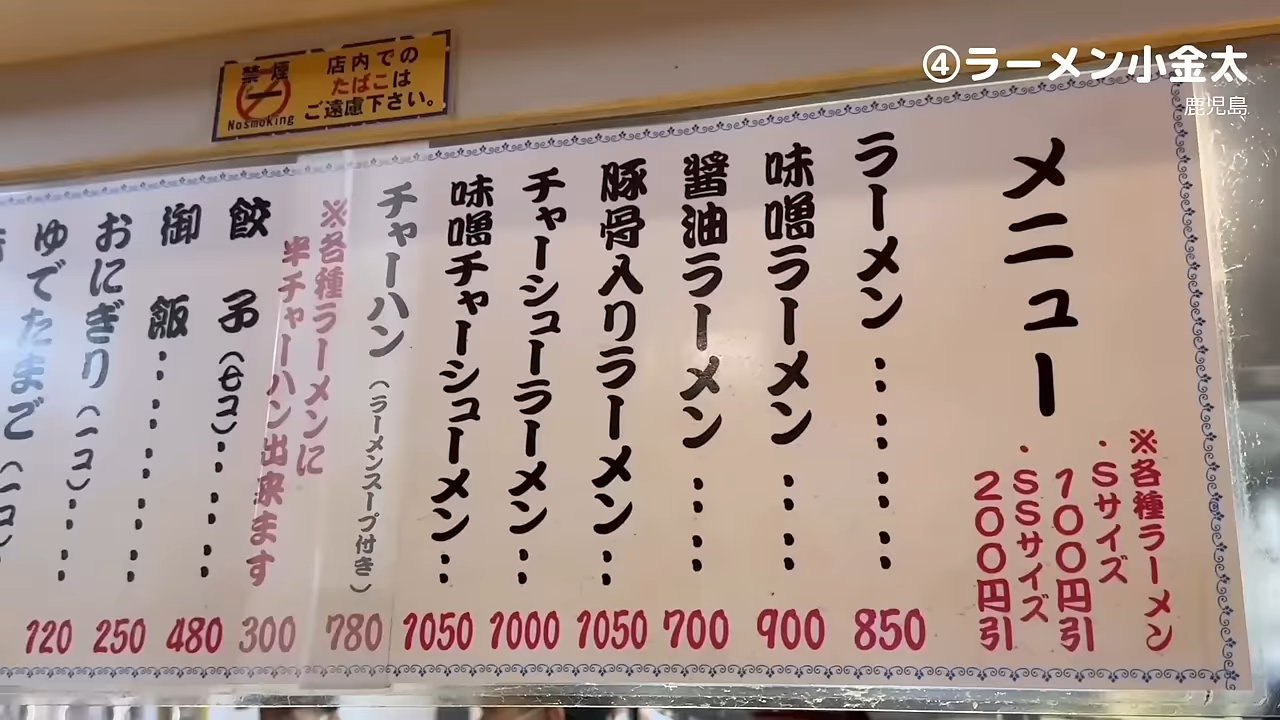 ④ラーメン小金太
鹿児島
禁煙
Nosmoking
店内での
たばこは
ご遠慮下さい。
メニュー
※各種ラーメン
・Sサイズ
100円引
・SSサイズ
200円引
ラーメン・・・・・・・・850
味噌ラーメン・・・・900
醤油ラーメン・・・・700
豚骨入りラーメン・・1050
チャーシューラーメン・・1000
味噌チャーシューメン・・1050
チャーハン（ラーメンスープ付き）780
※各種ラーメンに
半チャーハン出来ます 300
餃子（七コ）・・・・・480
御飯・・・・・・・・250
おにぎり（一コ）・・・・120
ゆでたまご（一コ）